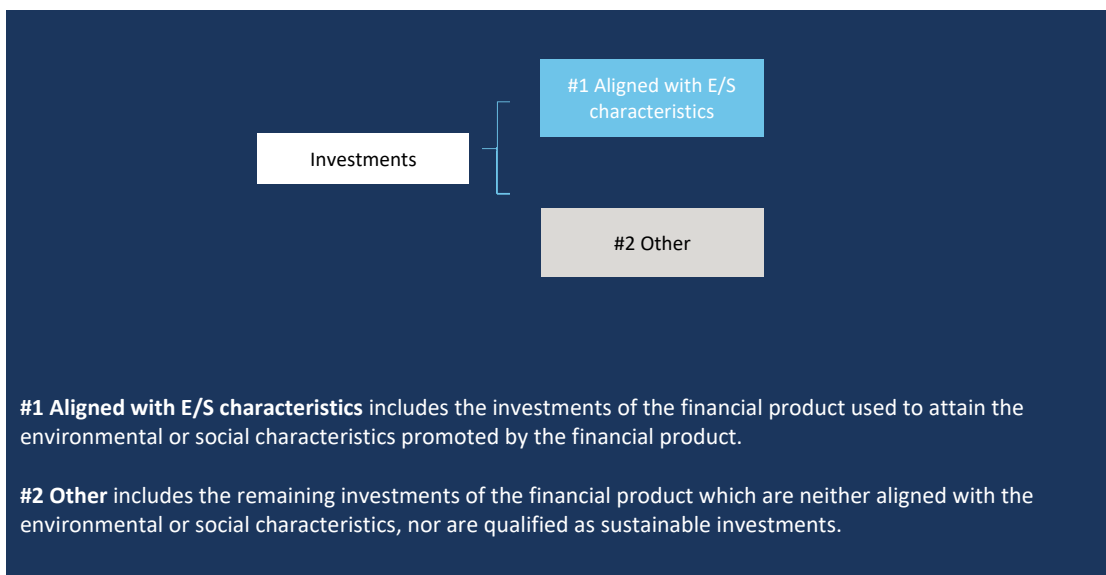 #1 Aligned with E/S
characteristics
Investments
#2 Other
#1 Aligned with E/S characteristics includes the investments of the financial product used to attain the
environmental or social characteristics promoted by the financial product.
#2 Other includes the remaining investments of the financial product which are neither aligned with the
environmental or social characteristics, nor are qualified as sustainable investments.